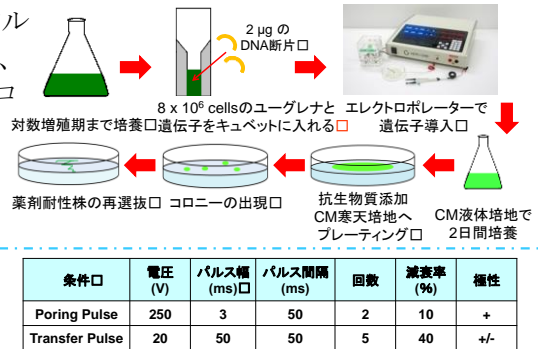 ル
、
コ
2 μg の
DNA断片□
対数増殖期まで培養□
8 x 10⁶ cellsのユーグレナと
遺伝子をキュベットに入れる□
エレクトロポレーターで
遺伝子導入□
薬剤耐性株の再選抜□
コロニーの出現□
抗生物質添加
CM寒天培地へ
プレーティング□
CM液体培地で
2日間培養
条件□ 電圧 (V) パルス幅 (ms)□ パルス間隔 (ms) 回数 減衰率 (%) 極性
Poring Pulse 250 3 50 2 10 +
Transfer Pulse 20 50 50 5 40 +/-